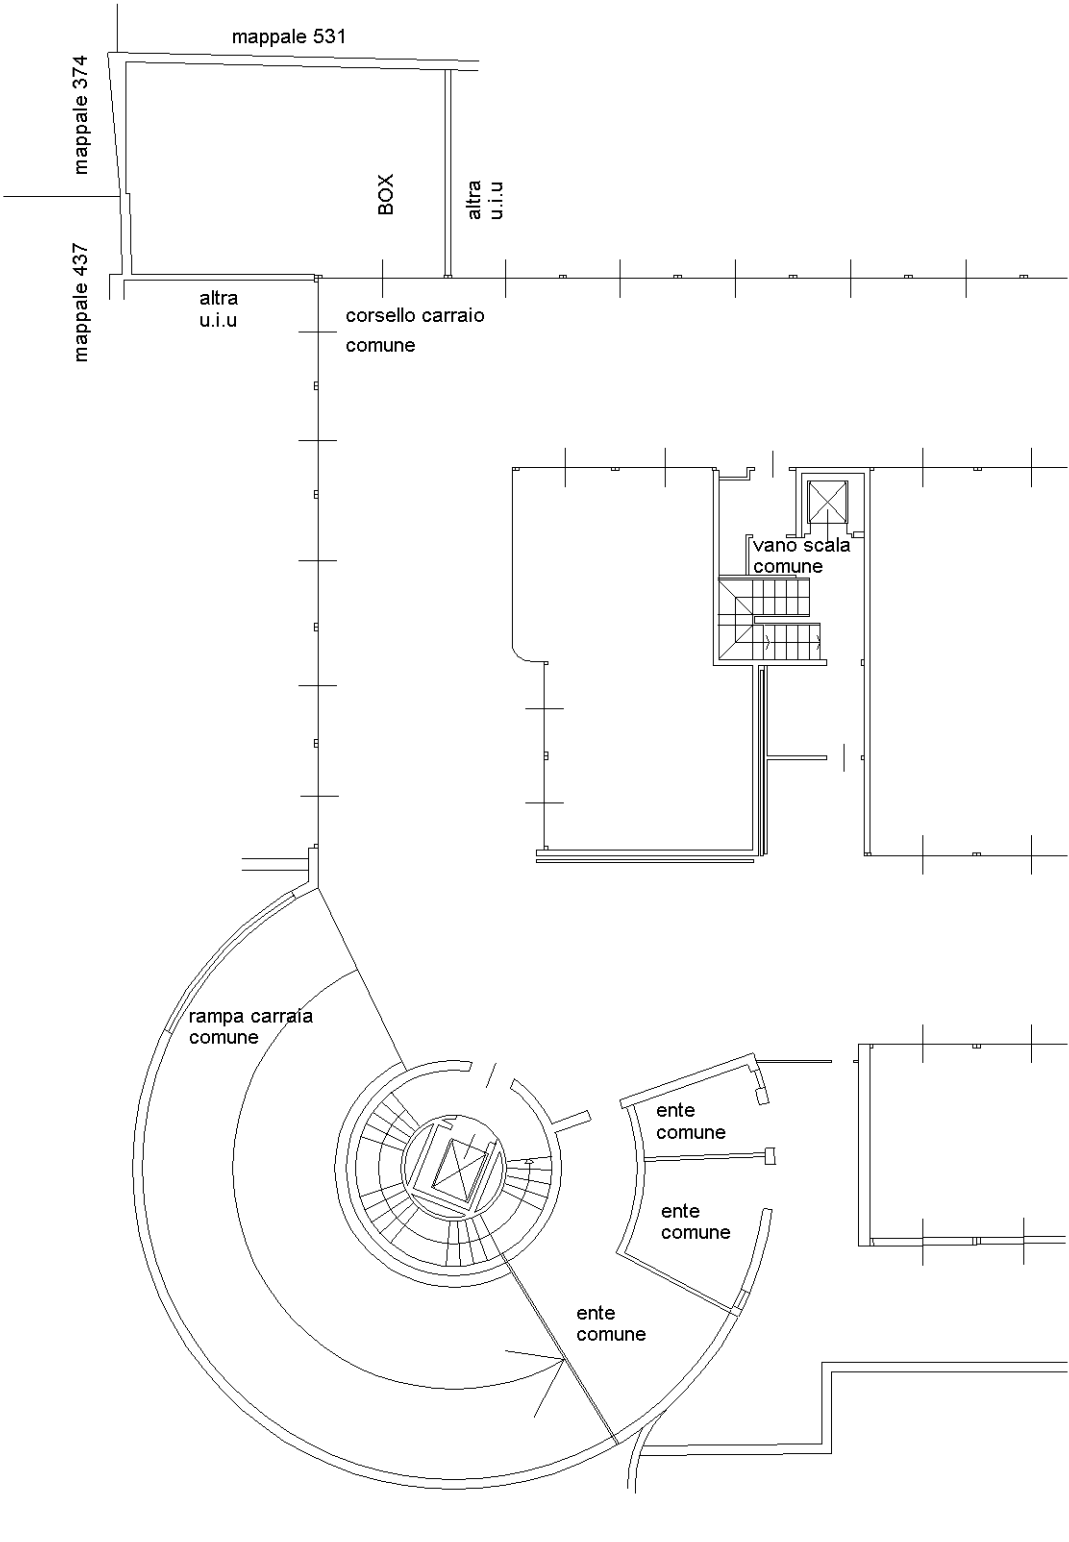 mappale 531
mappale 374
BOX
altra
u.i.u
mappale 437
altra
u.i.u
corsello carraio
comune
vano scala
comune
rampa carraia
comune
ente
comune
ente
comune
ente
comune